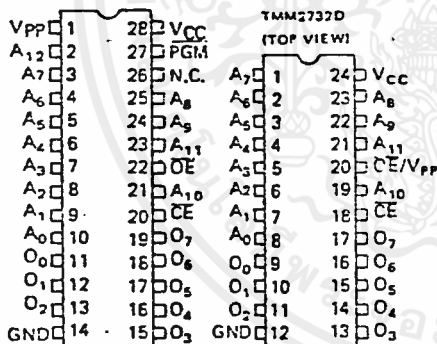 VPP 1 28 VCC
A12 2 27 PGM
A7 3 26 N.C.
A6 4 25 A8
A5 5 24 A9
A4 6 23 A11
A3 7 22 OE
A2 8 21 A10
A1 9 20 CE
A0 10 19 O7
O0 11 18 O6
O1 12 17 O5
O2 13 16 O4
GND 14 15 O3
TMM2732D
(TOP VIEW)
A7 1 24 VCC
A6 2 23 A8
A5 3 22 A9
A4 4 21 A11
A3 5 20 OE/VPP
A2 6 19 A10
A1 7 18 CE
A0 8 17 O7
O0 9 16 O6
O1 10 15 O5
O2 11 14 O4
GND 12 13 O3